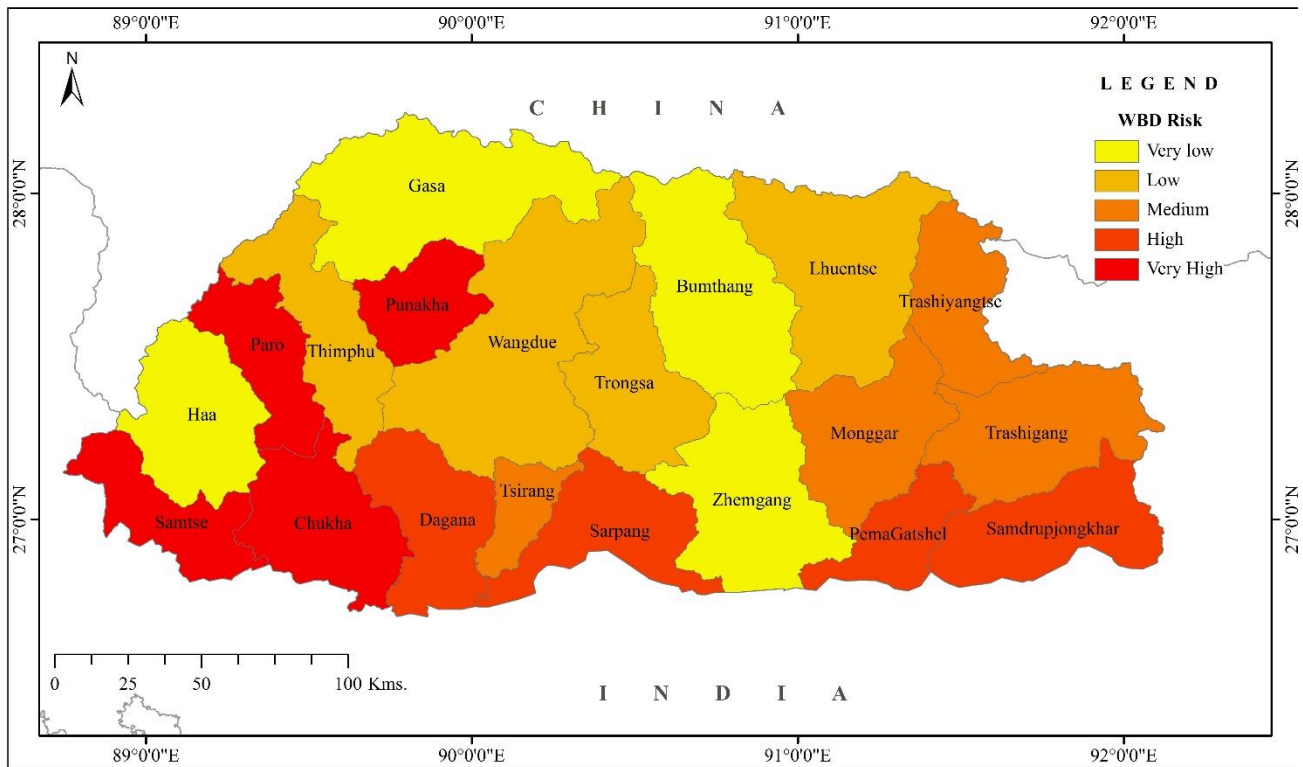 89°0'0"E 90°0'0"E 91°0'0"E 92°0'0"E
N
C H I N A
L E G E N D
WBD Risk
Very low
Low
Medium
High
Very High
28°0'0"N
28°0'0"N
Gasa
Bumthang
Lhuentse
Trashiyangtse
Punakha
Paro
Thimphu
Wangdue
Trongsa
Haa
Monggar
Trashigang
Zhemgang
Tsirang
Samtse
Chukha
Dagana
Sarpang
PemaGatshel
Samdrupjongkhar
27°0'0"N
27°0'0"N
0 25 50 100 Kms.
I N D I A
89°0'0"E 90°0'0"E 91°0'0"E 92°0'0"E